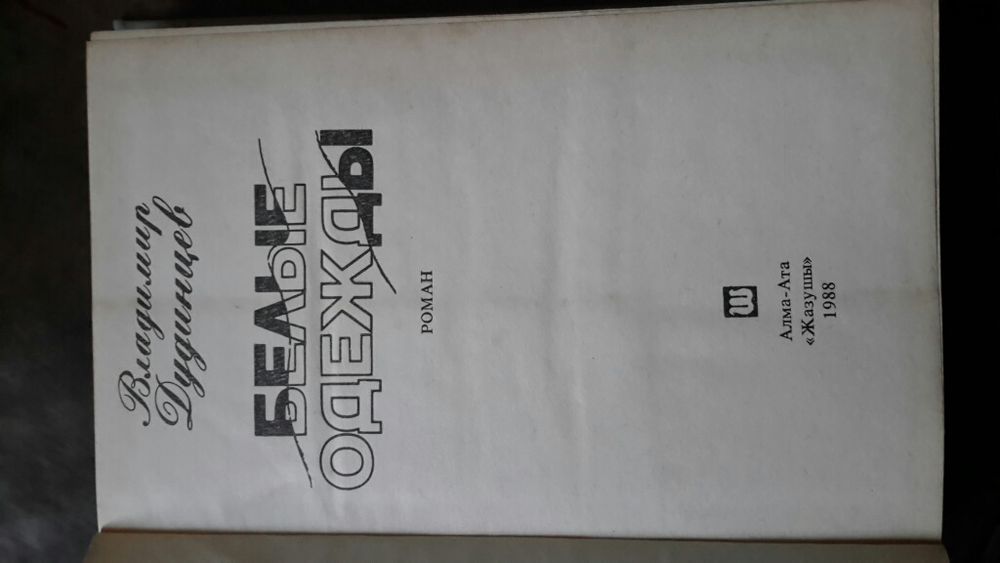 Владимир
Дудинцев
БЕЛЫЕ
ОДЕЖДЫ
РОМАН
Алма-Ата
«Жазушы»
1988